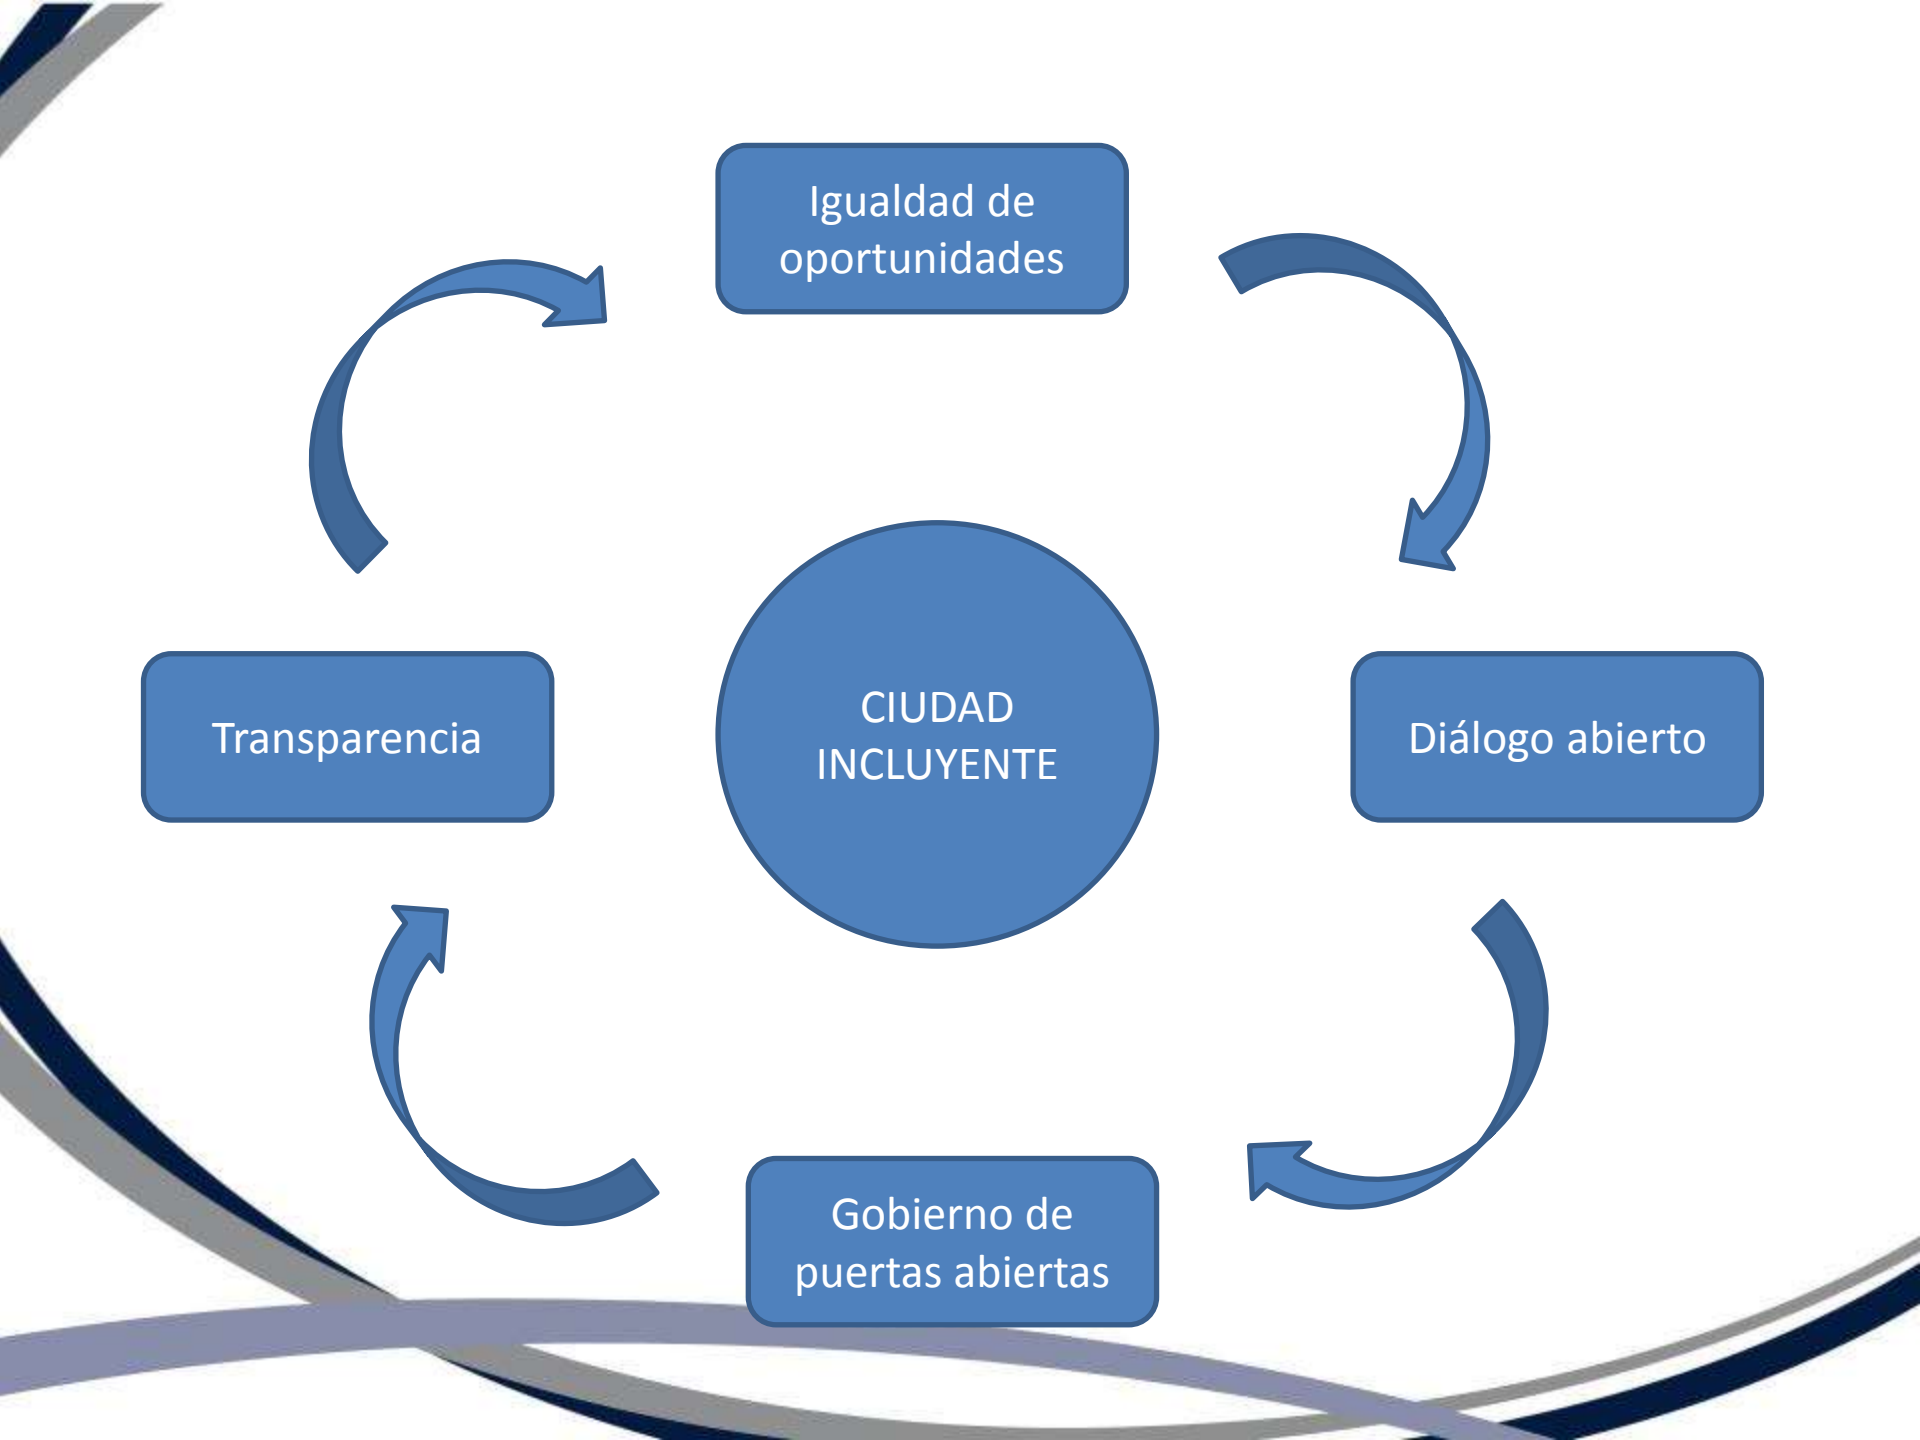 Igualdad de
oportunidades
Transparencia
CIUDAD
INCLUYENTE
Diálogo abierto
Gobierno de
puertas abiertas